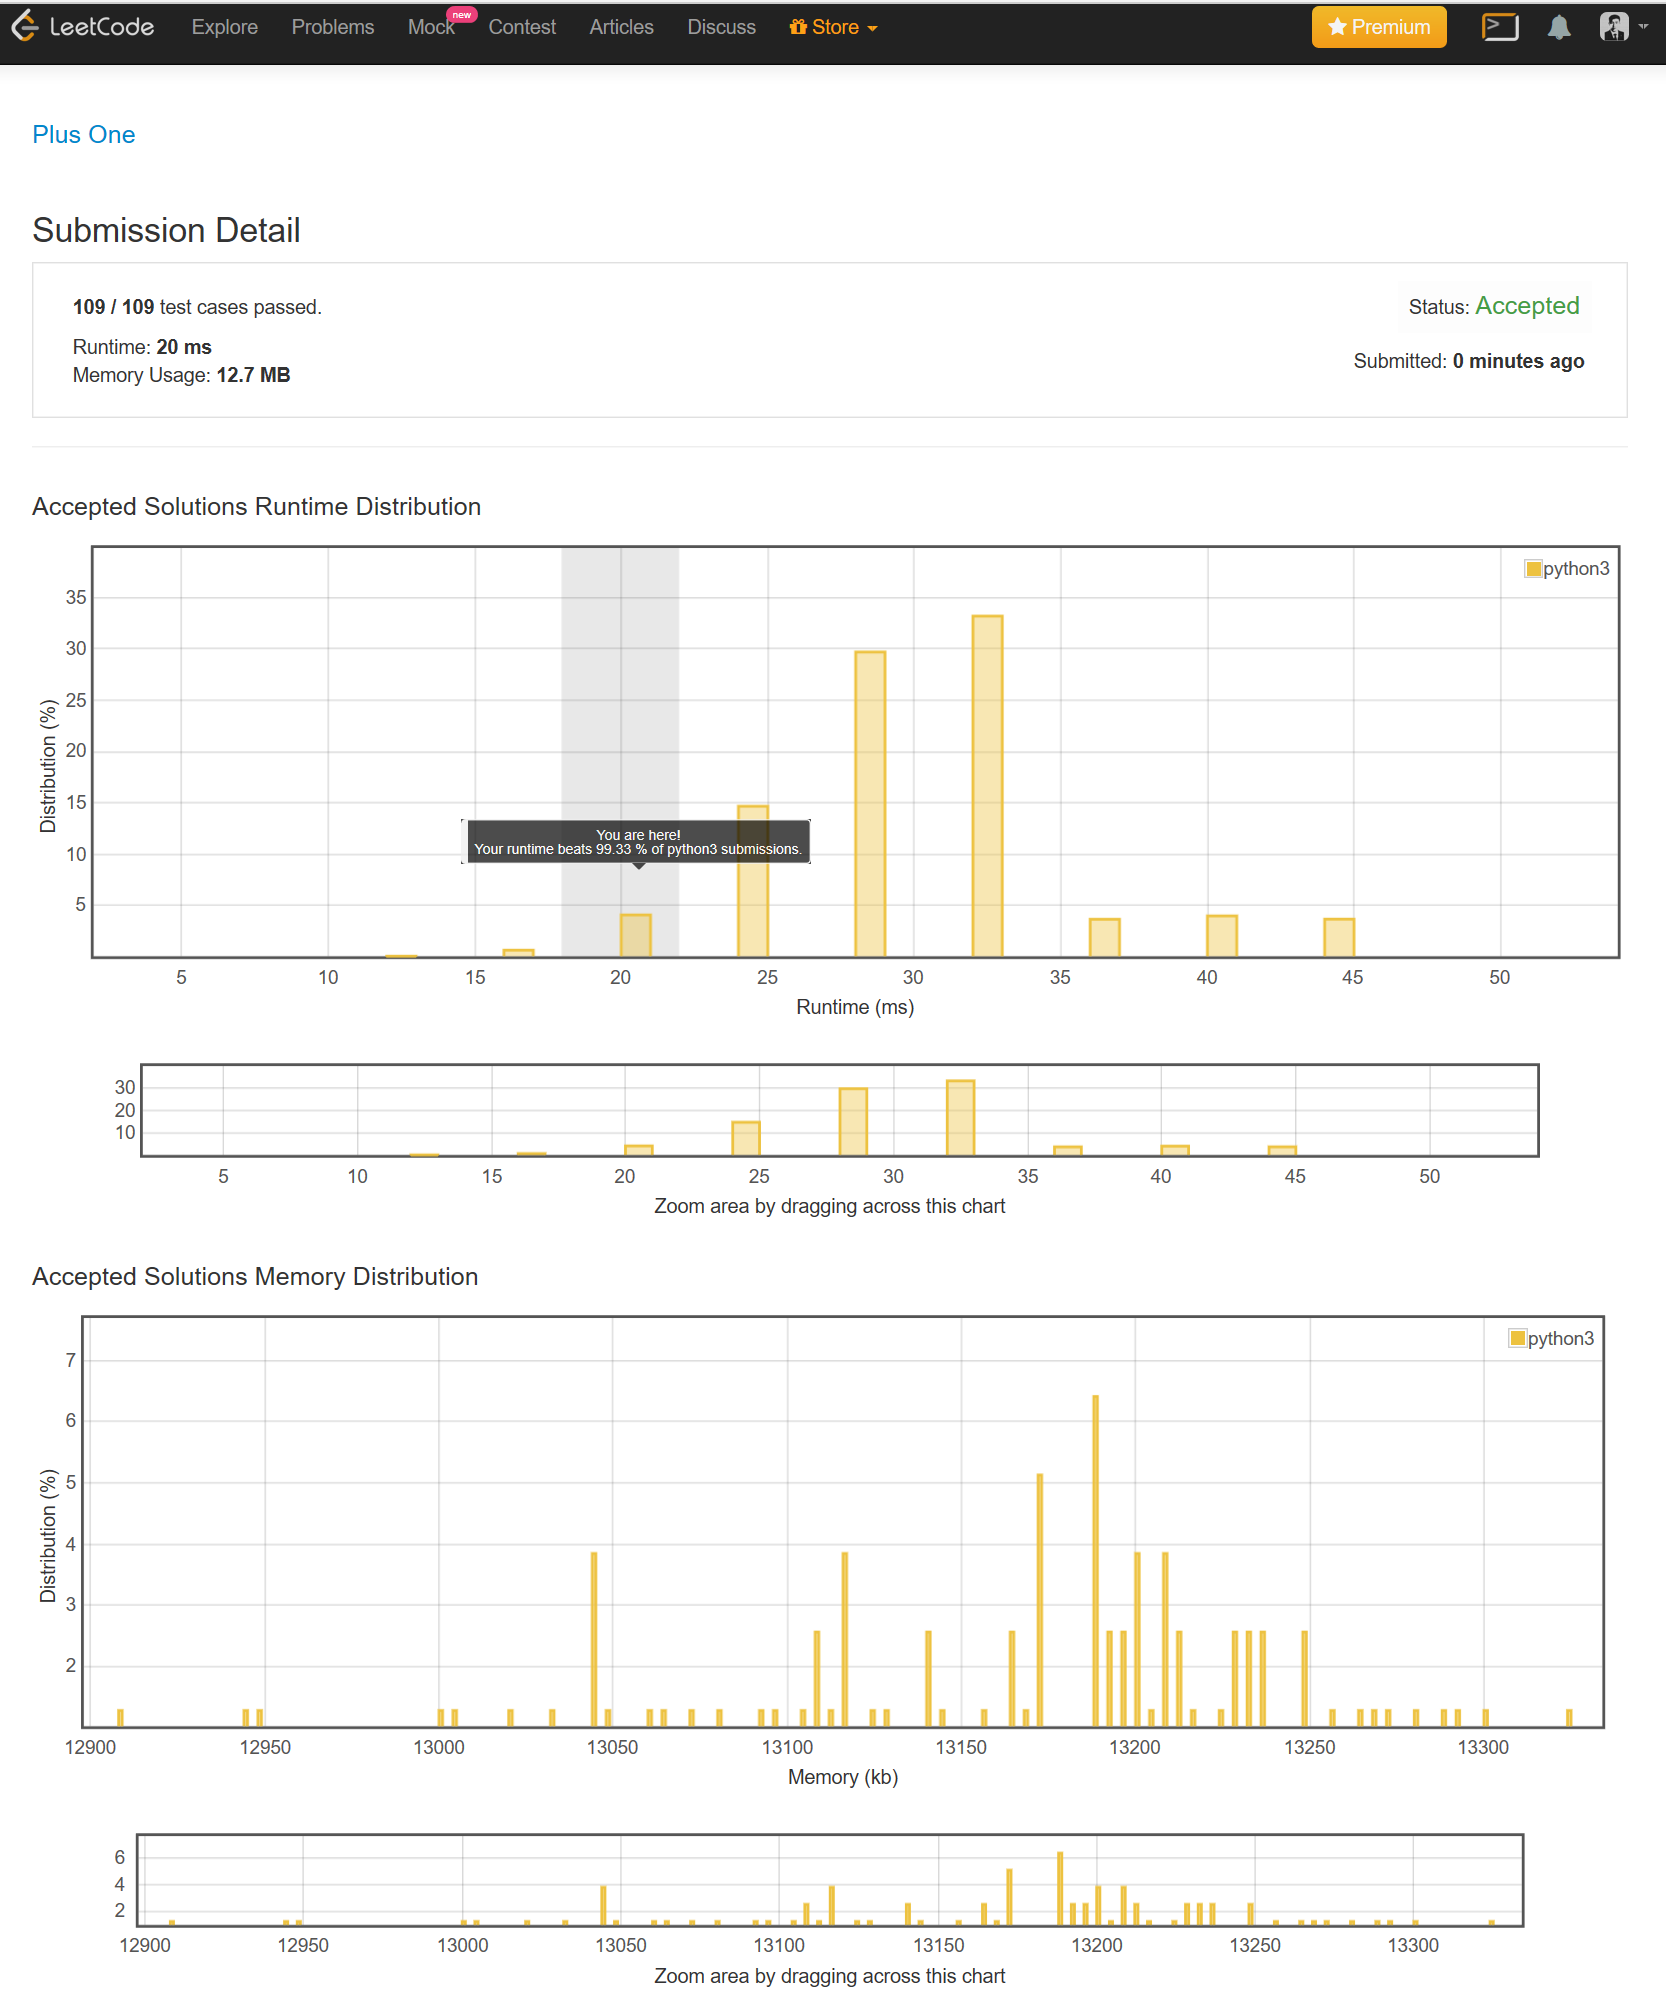 LeetCode Explore Problems Mock new Contest Articles Discuss Store Premium
Plus One
Submission Detail
109 / 109 test cases passed.
Status: Accepted
Runtime: 20 ms
Submitted: 0 minutes ago
Memory Usage: 12.7 MB
Accepted Solutions Runtime Distribution
python3
35
30
25
20
15
10
5
Distribution (%)
You are here!
Your runtime beats 99.33 % of python3 submissions.
5 10 15 20 25 30 35 40 45 50
Runtime (ms)
30
20
10
5 10 15 20 25 30 35 40 45 50
Zoom area by dragging across this chart
Accepted Solutions Memory Distribution
python3
7
6
5
4
3
2
Distribution (%)
12900 12950 13000 13050 13100 13150 13200 13250 13300
Memory (kb)
6
4
2
12900 12950 13000 13050 13100 13150 13200 13250 13300
Zoom area by dragging across this chart